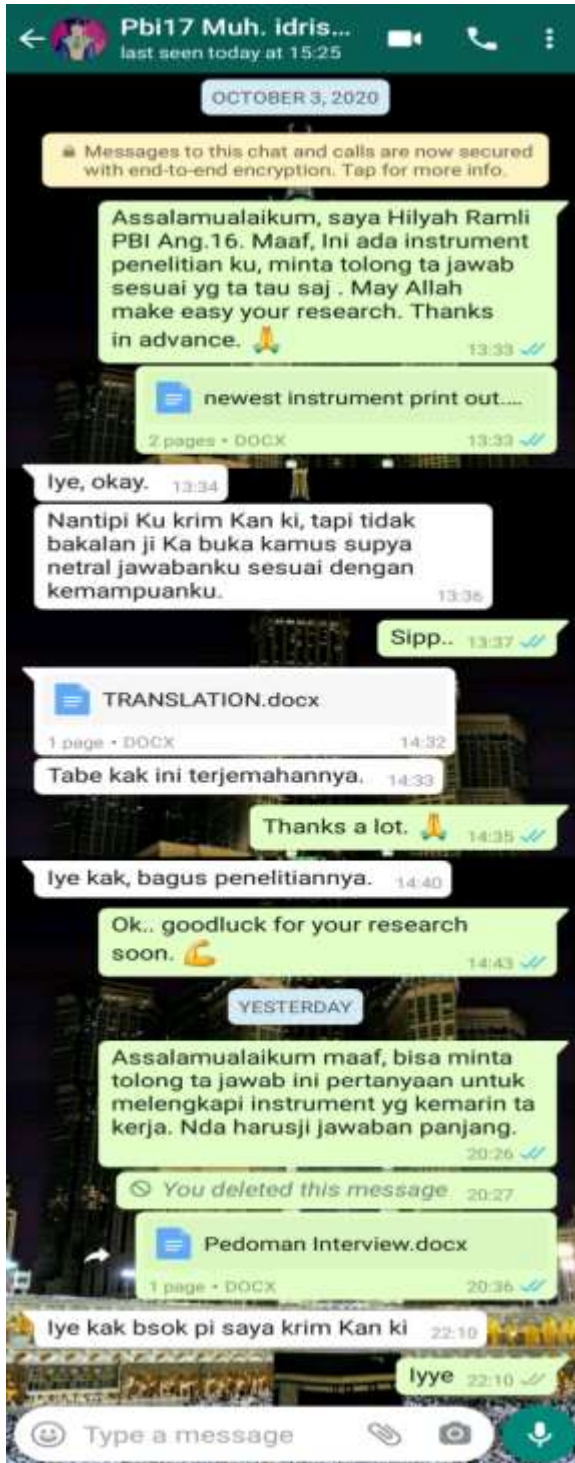 Pbi17 Muh. idris...
last seen today at 15:25
OCTOBER 3, 2020
Messages to this chat and calls are now secured
with end-to-end encryption. Tap for more info.
Assalamualaikum, saya Hilyah Ramli
PBI Ang.16. Maaf, Ini ada instrument
penelitian ku, minta tolong ta jawab
sesuai yg ta tau saj . May Allah
make easy your research. Thanks
in advance. 🙏
13:33
newest instrument print out....
2 pages • DOCX 13:33
Iye, okay. 13:34
Nantipi Ku krim Kan ki, tapi tidak
bakalan ji Ka buka kamus supya
netral jawabanku sesuai dengan
kemampuanku. 13:36
Sipp.. 13:37
TRANSLATION.docx
1 page • DOCX 14:32
Tabe kak ini terjemahannya. 14:33
Thanks a lot. 🙏 14:35
Iye kak, bagus penelitiannya. 14:40
Ok.. goodluck for your research
soon. 💪 14:43
YESTERDAY
Assalamualaikum maaf, bisa minta
tolong ta jawab ini pertanyaan untuk
melengkapi instrument yg kemarin ta
kerja. Nda harusji jawaban panjang.
20:26
You deleted this message 20:27
Pedoman Interview.docx
1 page • DOCX 20:36
Iye kak bsok pi saya krim Kan ki 22:10
Iyye 22:10
Type a message